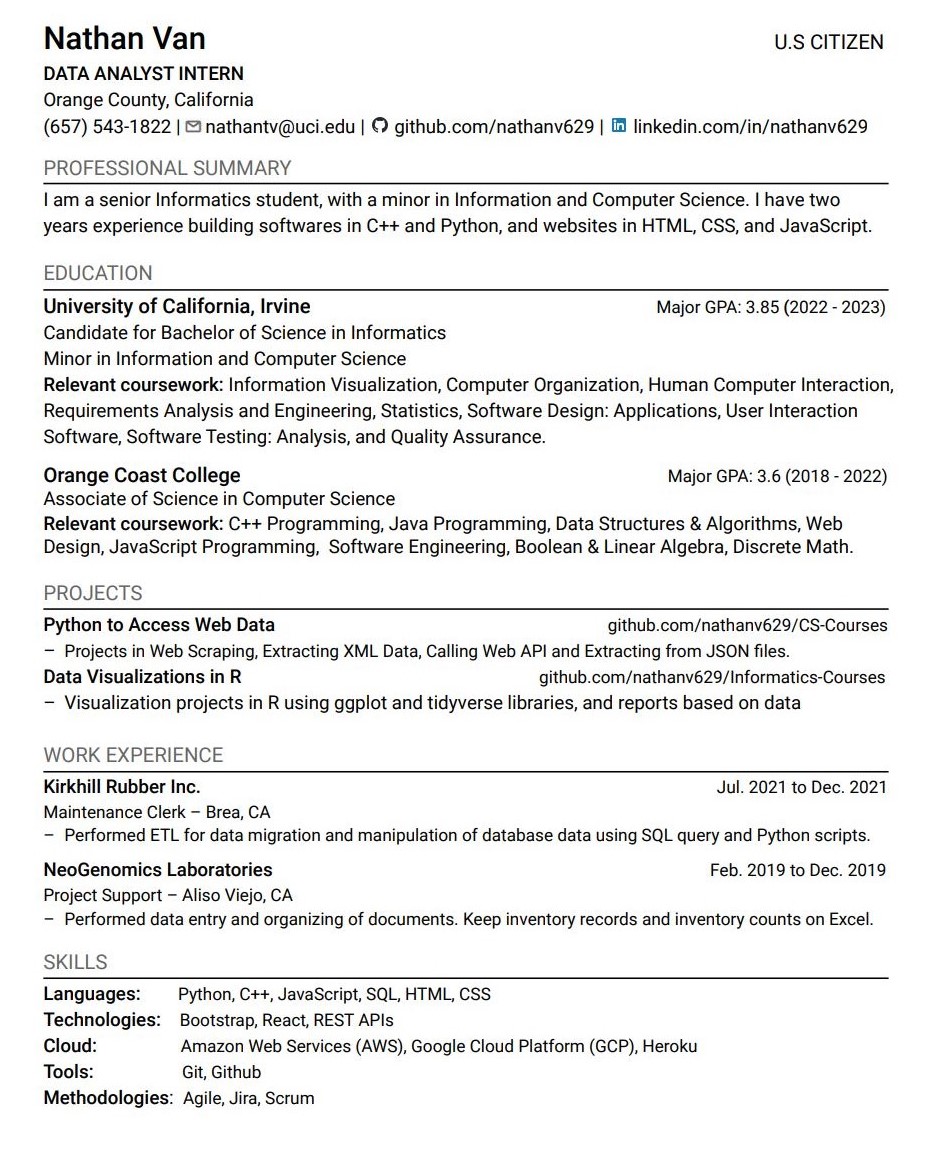 Nathan Van U.S CITIZEN
DATA ANALYST INTERN
Orange County, California
(657) 543-1822 | nathantv@uci.edu | github.com/nathanv629 | linkedin.com/in/nathanv629
PROFESSIONAL SUMMARY
I am a senior Informatics student, with a minor in Information and Computer Science. I have two
years experience building softwares in C++ and Python, and websites in HTML, CSS, and JavaScript.
EDUCATION
University of California, Irvine Major GPA: 3.85 (2022 - 2023)
Candidate for Bachelor of Science in Informatics
Minor in Information and Computer Science
Relevant coursework: Information Visualization, Computer Organization, Human Computer Interaction,
Requirements Analysis and Engineering, Statistics, Software Design: Applications, User Interaction
Software, Software Testing: Analysis, and Quality Assurance.
Orange Coast College Major GPA: 3.6 (2018 - 2022)
Associate of Science in Computer Science
Relevant coursework: C++ Programming, Java Programming, Data Structures & Algorithms, Web
Design, JavaScript Programming, Software Engineering, Boolean & Linear Algebra, Discrete Math.
PROJECTS
Python to Access Web Data github.com/nathanv629/CS-Courses
– Projects in Web Scraping, Extracting XML Data, Calling Web API and Extracting from JSON files.
Data Visualizations in R github.com/nathanv629/Informatics-Courses
– Visualization projects in R using ggplot and tidyverse libraries, and reports based on data
WORK EXPERIENCE
Kirkhill Rubber Inc. Jul. 2021 to Dec. 2021
Maintenance Clerk – Brea, CA
– Performed ETL for data migration and manipulation of database data using SQL query and Python scripts.
NeoGenomics Laboratories Feb. 2019 to Dec. 2019
Project Support – Aliso Viejo, CA
– Performed data entry and organizing of documents. Keep inventory records and inventory counts on Excel.
SKILLS
Languages: Python, C++, JavaScript, SQL, HTML, CSS
Technologies: Bootstrap, React, REST APIs
Cloud: Amazon Web Services (AWS), Google Cloud Platform (GCP), Heroku
Tools: Git, Github
Methodologies: Agile, Jira, Scrum